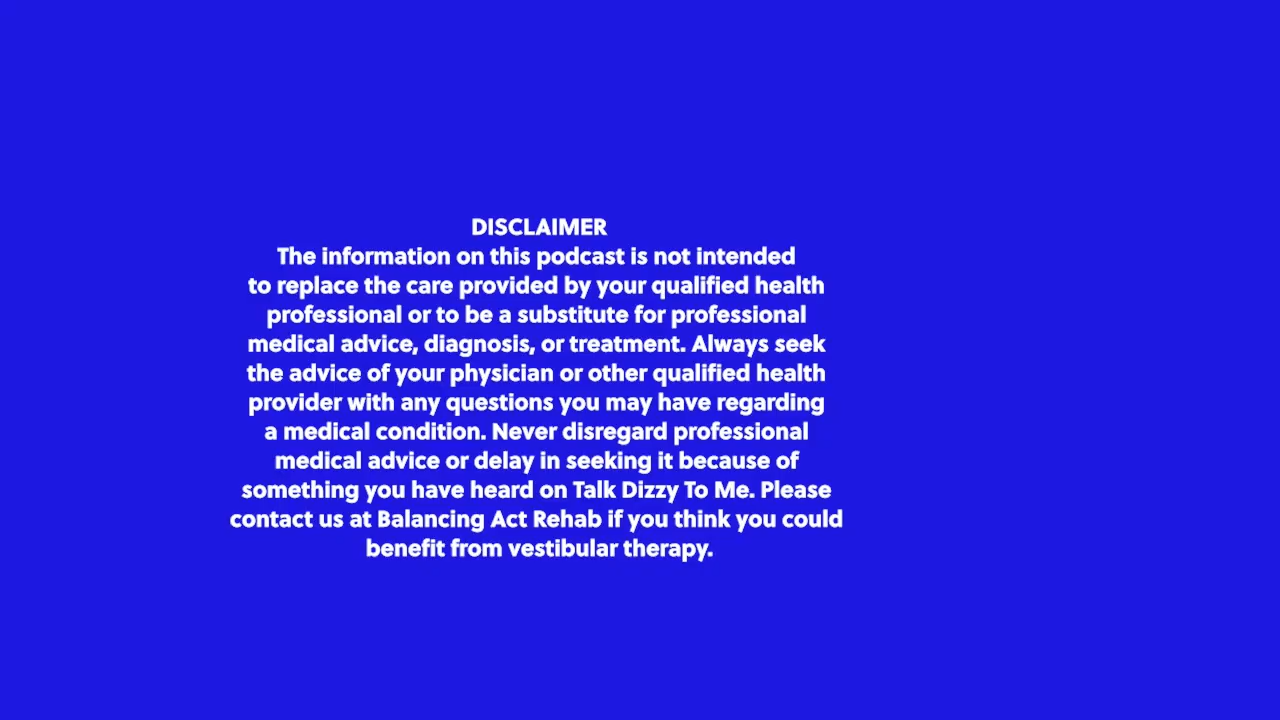 DISCLAIMER
The information on this podcast is not intended
to replace the care provided by your qualified health
professional or to be a substitute for professional
medical advice, diagnosis, or treatment. Always seek
the advice of your physician or other qualified health
provider with any questions you may have regarding
a medical condition. Never disregard professional
medical advice or delay in seeking it because of
something you have heard on Talk Dizzy To Me. Please
contact us at Balancing Act Rehab if you think you could
benefit from vestibular therapy.